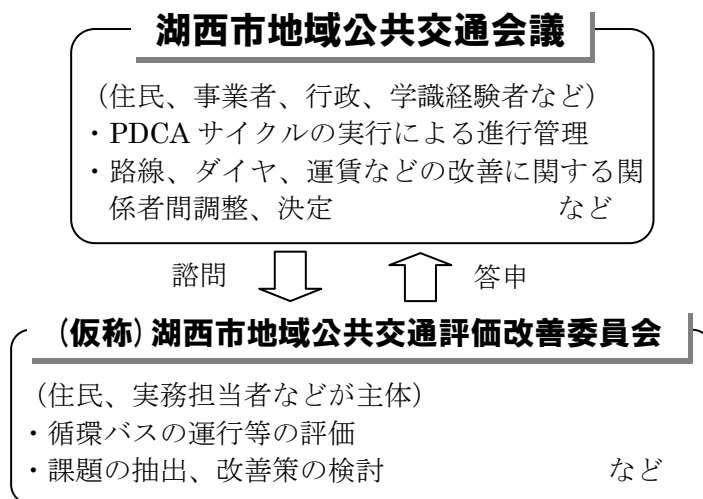 湖西市地域公共交通会議
（住民、事業者、行政、学識経験者など）
・PDCA サイクルの実行による進行管理
・路線、ダイヤ、運賃などの改善に関する関
係者間調整、決定 など
諮問 答申
(仮称)湖西市地域公共交通評価改善委員会
（住民、実務担当者などが主体）
・循環バスの運行等の評価
・課題の抽出、改善策の検討 など